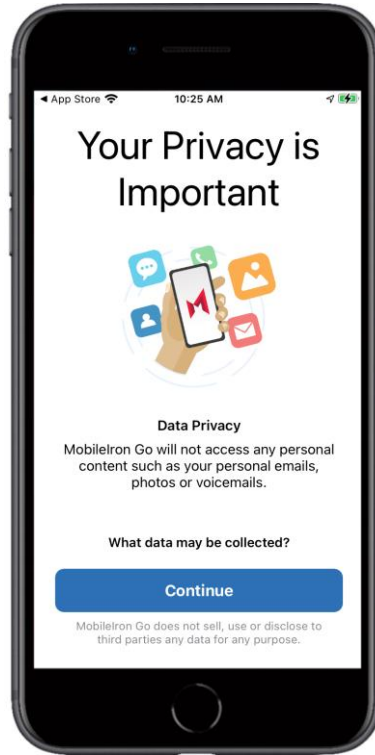 ◀ App Store 10:25 AM
Your Privacy is
Important
Data Privacy
MobileIron Go will not access any personal
content such as your personal emails,
photos or voicemails.
What data may be collected?
Continue
MobileIron Go does not sell, use or disclose to
third parties any data for any purpose.